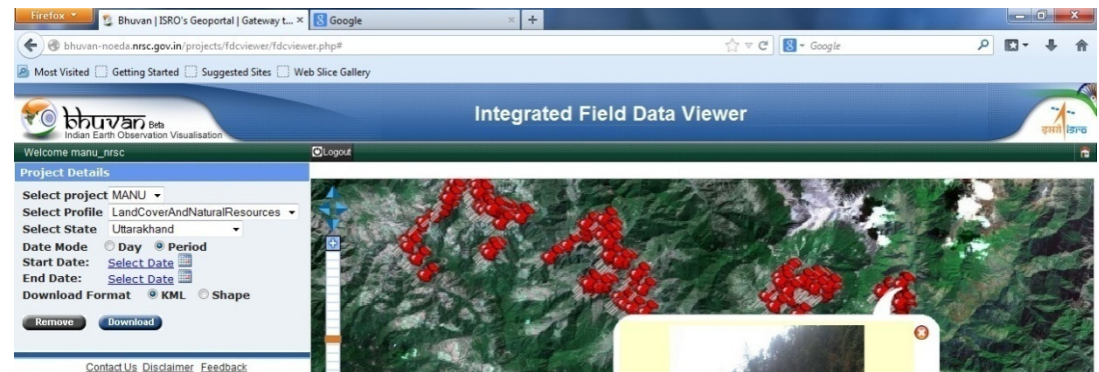 Firefox
Bhuvan | ISRO's Geoportal | Gateway t... ×
Google ×
+
bhuvan-noeda.nrsc.gov.in/projects/fdcviewer/fdcviewer.php#
Google
Most Visited Getting Started Suggested Sites Web Slice Gallery
bhuvan Beta
Indian Earth Observation Visualisation
Integrated Field Data Viewer
इसरो isro
Welcome manu_nrsc
Logout
Project Details
Select project MANU
Select Profile LandCoverAndNaturalResources
Select State Uttarakhand
Date Mode Day Period
Start Date: Select Date
End Date: Select Date
Download Format KML Shape
Remove Download
Contact Us Disclaimer Feedback